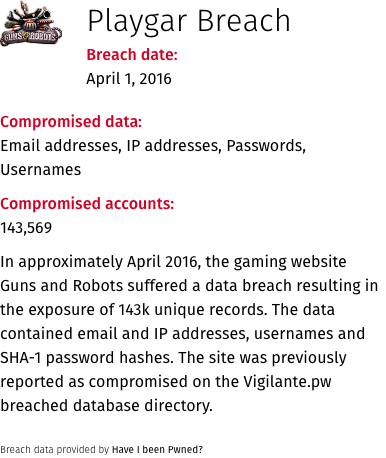 GUNS & ROBOTS
Playgar Breach
Breach date:
April 1, 2016
Compromised data:
Email addresses, IP addresses, Passwords,
Usernames
Compromised accounts:
143,569
In approximately April 2016, the gaming website
Guns and Robots suffered a data breach resulting in
the exposure of 143k unique records. The data
contained email and IP addresses, usernames and
SHA-1 password hashes. The site was previously
reported as compromised on the Vigilante.pw
breached database directory.
Breach data provided by Have I been Pwned?